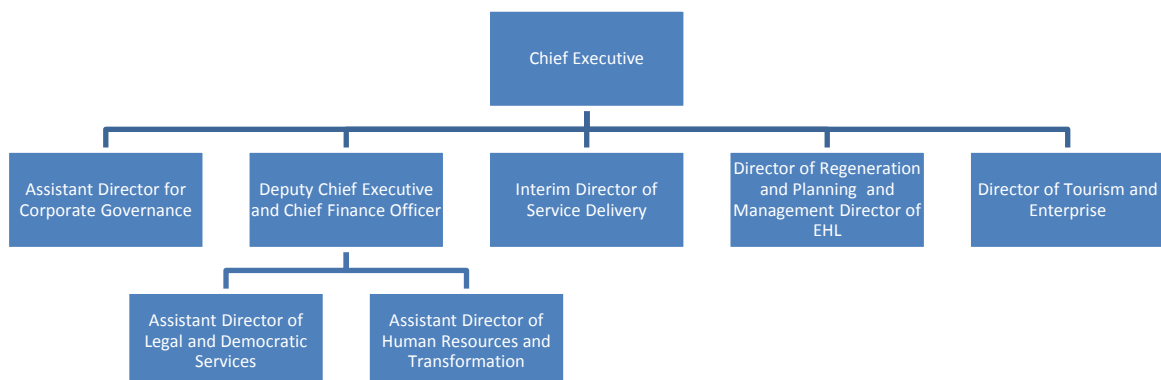 Chief Executive
Assistant Director for
Corporate Governance
Deputy Chief Executive
and Chief Finance Officer
Interim Director of
Service Delivery
Director of Regeneration
and Planning and
Management Director of
EHL
Director of Tourism and
Enterprise
Assistant Director of
Legal and Democratic
Services
Assistant Director of
Human Resources and
Transformation